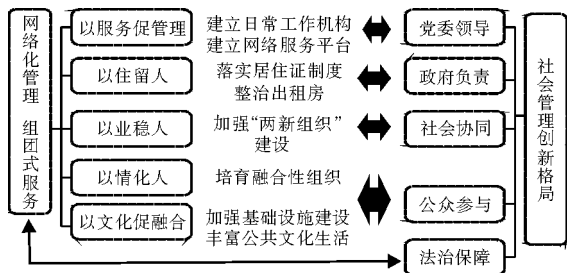 网络化管理 组团式服务
以服务促管理
建立日常工作机构
建立网络服务平台
党委领导
以住留人
落实居住证制度
整治出租房
政府负责
以业稳人
加强“两新组织”
建设
社会协同
以情化人
培育融合性组织
公众参与
以文化促融合
加强基础设施建设
丰富公共文化生活
法治保障
社会管理创新格局